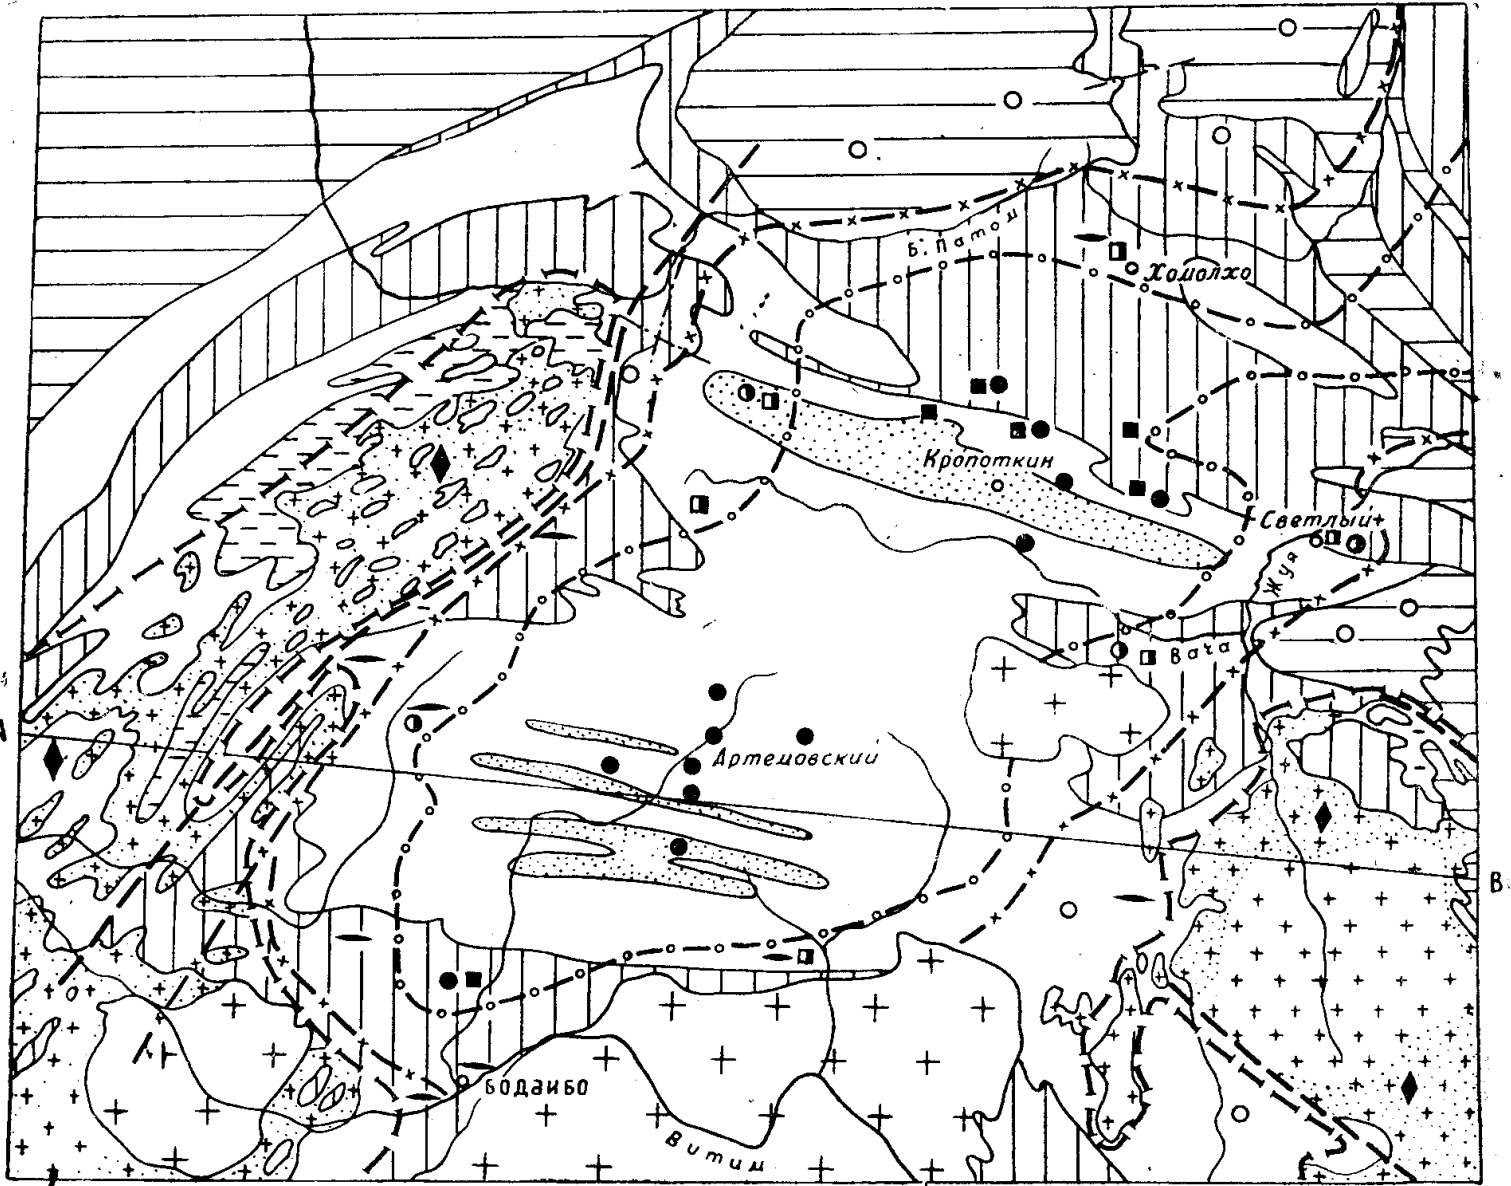 Б. Патом
Хомолхо
Кропоткин
Светлый
Жуя
Вача
Артемовский
В
Бодайбо
Витим